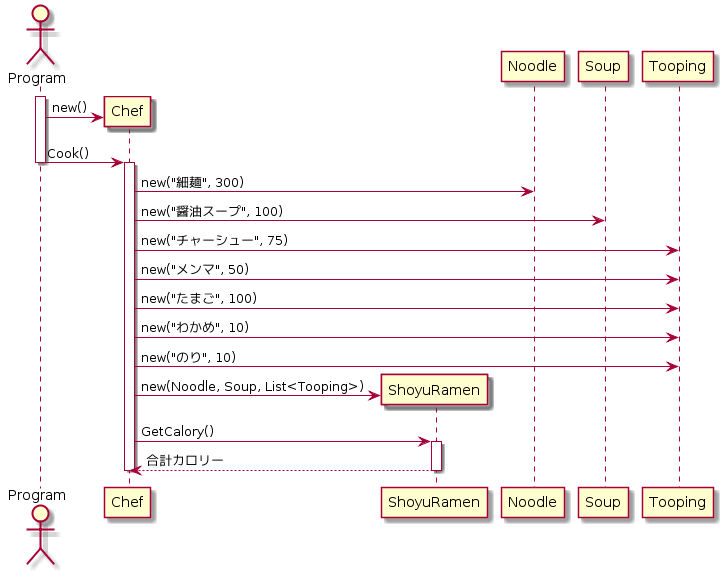 Program
Noodle
Soup
Tooping
new()
Chef
Cook()
new("細麺", 300)
new("醤油スープ", 100)
new("チャーシュー", 75)
new("メンマ", 50)
new("たまご", 100)
new("わかめ", 10)
new("のり", 10)
new(Noodle, Soup, List<Tooping>)
ShoyuRamen
GetCalory()
合計カロリー
Program
Chef
ShoyuRamen
Noodle
Soup
Tooping